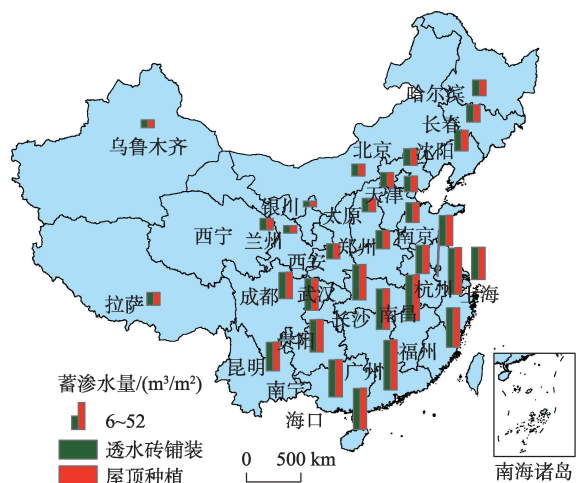 哈尔滨
长春
沈阳
北京
乌鲁木齐
天津
银川
太原
西宁
兰州
郑州
南京
西安
杭州
上海
拉萨
成都
武汉
长沙
南昌
贵阳
福州
昆明
广州
南宁
海口
蓄渗水量/(m³/m²)
6~52
透水砖铺装
屋顶种植
0 500 km
南海诸岛